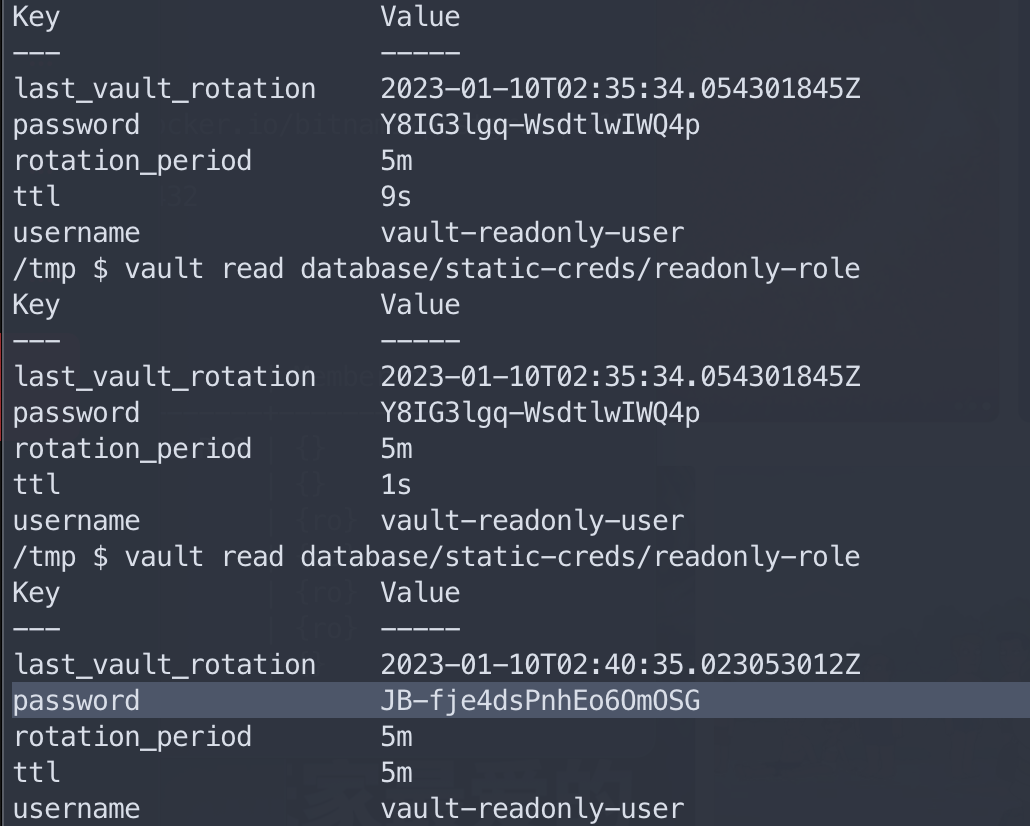 Key                    Value
---                    -----
last_vault_rotation    2023-01-10T02:35:34.054301845Z
password               Y8IG3lgq-WsdtlwIWQ4p
rotation_period        5m
ttl                    9s
username               vault-readonly-user
/tmp $ vault read database/static-creds/readonly-role
Key                    Value
---                    -----
last_vault_rotation    2023-01-10T02:35:34.054301845Z
password               Y8IG3lgq-WsdtlwIWQ4p
rotation_period        5m
ttl                    1s
username               vault-readonly-user
/tmp $ vault read database/static-creds/readonly-role
Key                    Value
---                    -----
last_vault_rotation    2023-01-10T02:40:35.023053012Z
password               JB-fje4dsPnhEo6OmOSG
rotation_period        5m
ttl                    5m
username               vault-readonly-user